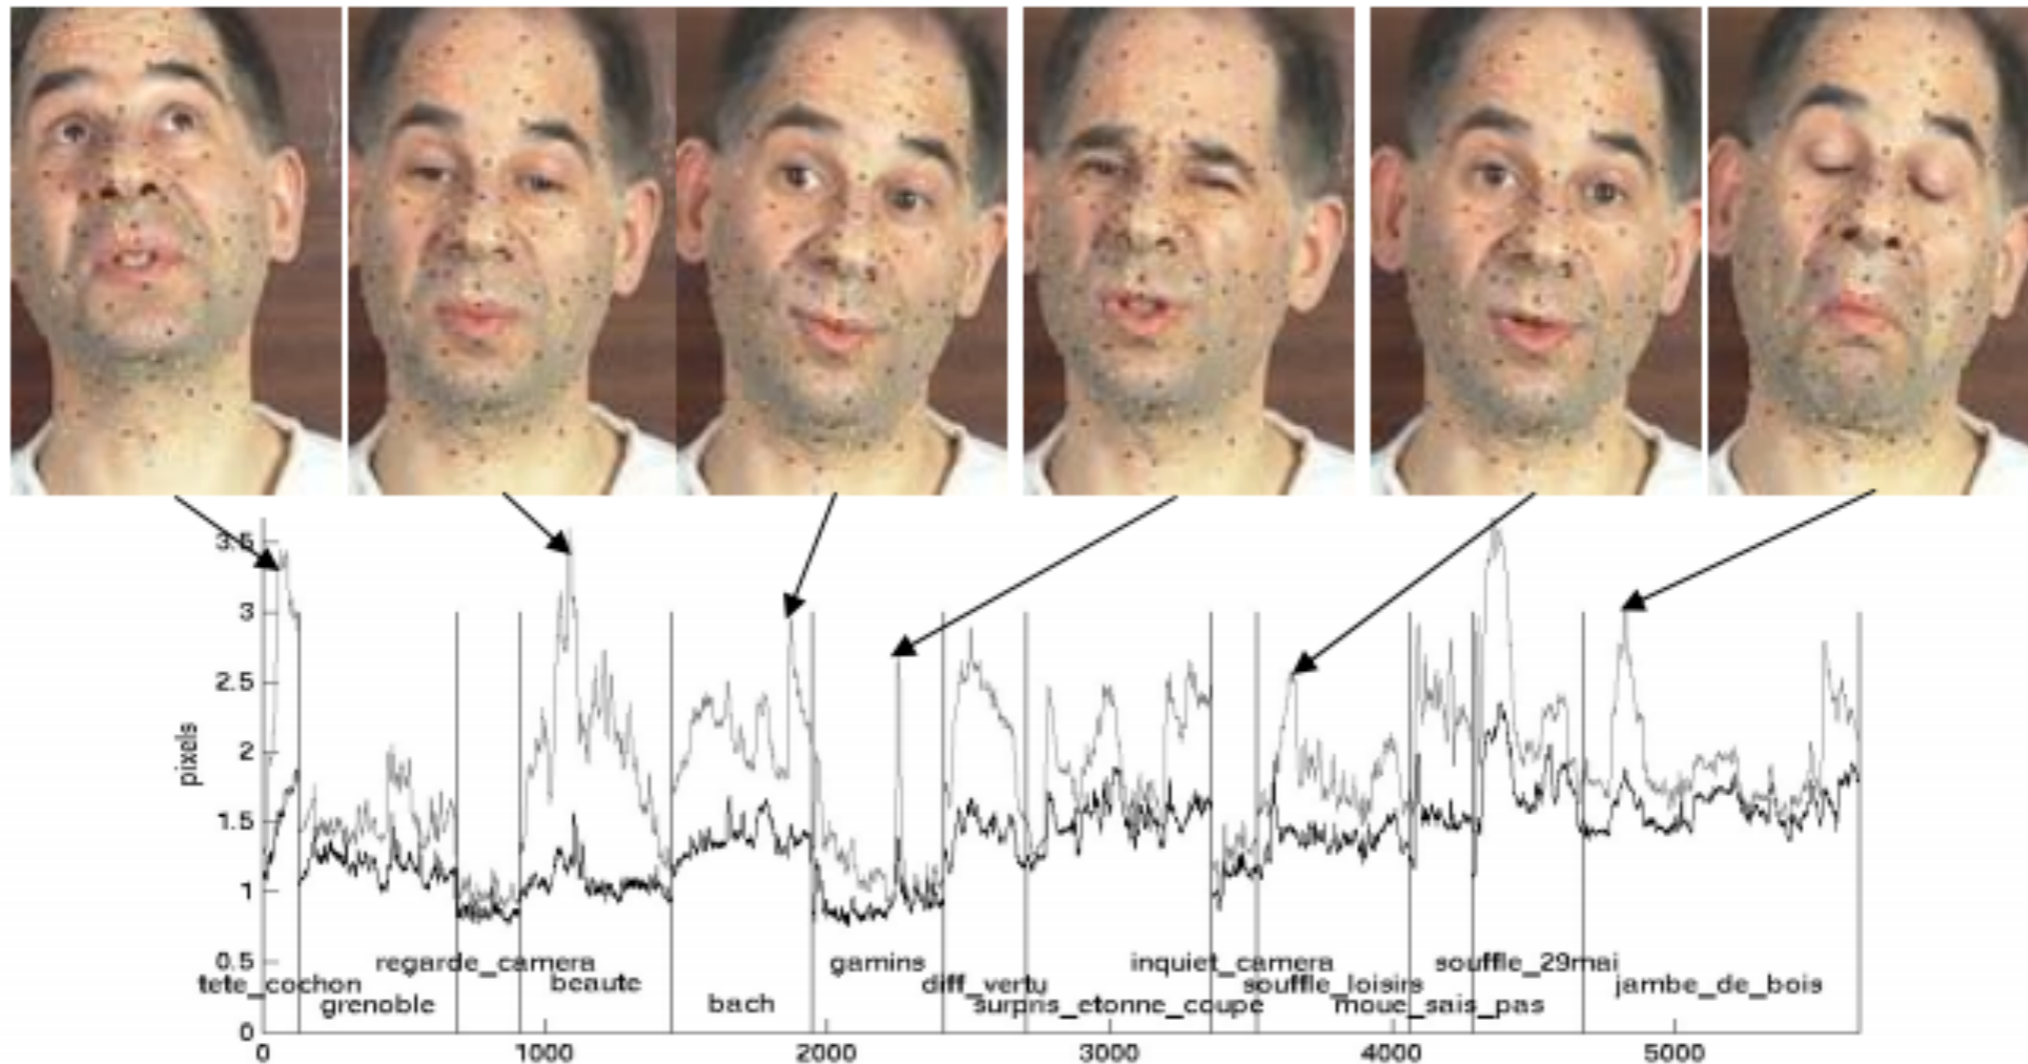 3.5
3
2.5
2
1.5
1
0.5
0
pixels
regarde_camera
gamins
inquiet_camera
souffle_29mai
tete_cochon
beaute
diff_vertu
souffle_loisirs
jambe_de_bois
grenoble
bach
surpris_etonne_coupe
moue_sais_pas
0
1000
2000
3000
4000
5000